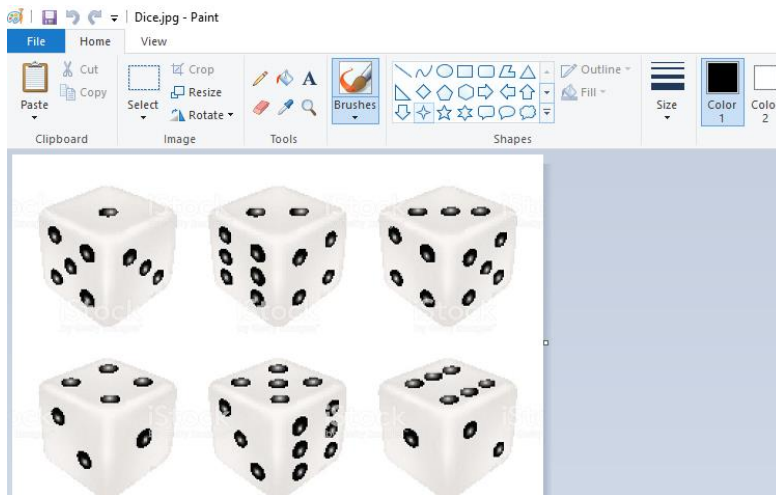 Dice.jpg - Paint
File Home View
Cut
Crop
Outline
Copy
Resize
Fill
Paste
Select
Rotate
A
Brushes
Size
Color
1
Colo
2
Clipboard
Image
Tools
Shapes
iStock